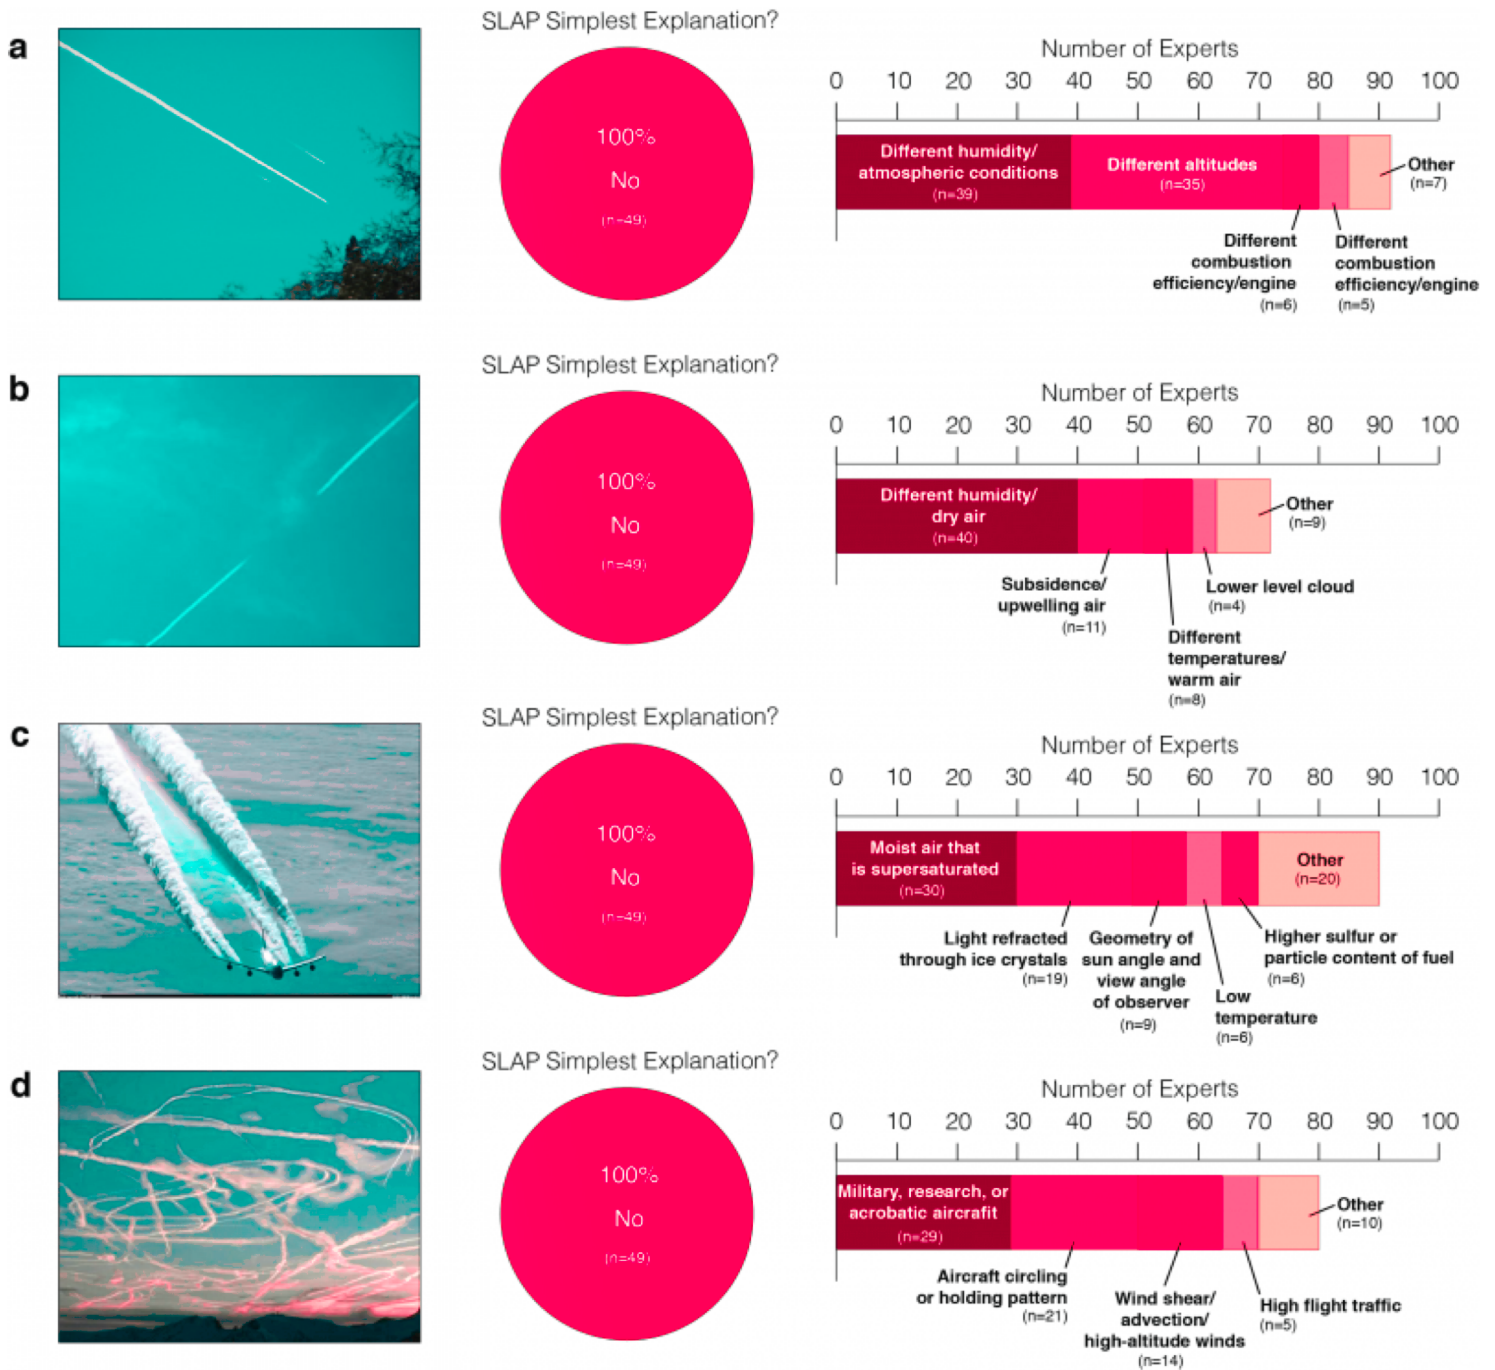 a
SLAP Simplest Explanation?
100%
No
(n=49)
Number of Experts
0 10 20 30 40 50 60 70 80 90 100
Different humidity/
atmospheric conditions
(n=39)
Different altitudes
(n=35)
Other
(n=7)
Different
combustion
efficiency/engine
(n=6)
Different
combustion
efficiency/engine
(n=5)
b
SLAP Simplest Explanation?
100%
No
(n=49)
Number of Experts
0 10 20 30 40 50 60 70 80 90 100
Different humidity/
dry air
(n=40)
Other
(n=9)
Subsidence/
upwelling air
(n=11)
Lower level cloud
(n=4)
Different
temperatures/
warm air
(n=8)
c
SLAP Simplest Explanation?
100%
No
(n=49)
Number of Experts
0 10 20 30 40 50 60 70 80 90 100
Moist air that
is supersaturated
(n=30)
Other
(n=20)
Light refracted
through ice crystals
(n=19)
Geometry of
sun angle and
view angle
of observer
(n=9)
Low
temperature
(n=6)
Higher sulfur or
particle content of fuel
(n=6)
d
SLAP Simplest Explanation?
100%
No
(n=49)
Number of Experts
0 10 20 30 40 50 60 70 80 90 100
Military, research, or
acrobatic aircrafit
(n=29)
Other
(n=10)
Aircraft circling
or holding pattern
(n=21)
Wind shear/
advection/
high-altitude winds
(n=14)
High flight traffic
(n=5)